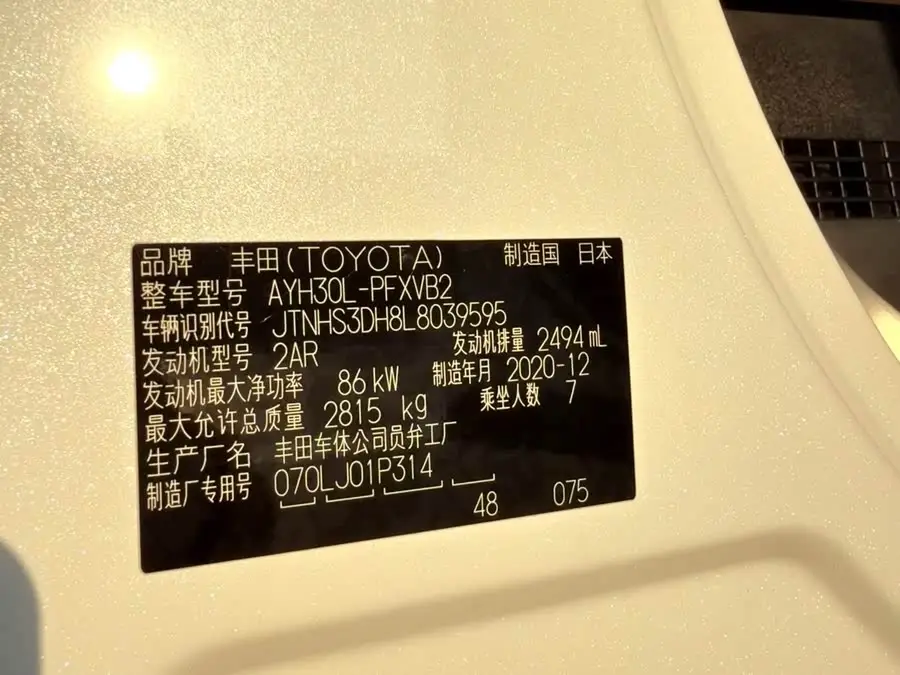 品牌 丰田(TOYOTA) 制造国 日本
整车型号 AYH30L-PFXVB2
车辆识别代号 JTNHS3DH8L8039595
发动机型号 2AR 发动机排量 2494 mL
发动机最大净功率 86 kW 制造年月 2020-12
最大允许总质量 2815 kg 乘坐人数 7
生产厂名 丰田车体公司员弁工厂
制造厂专用号 070LJ01P314
48 075